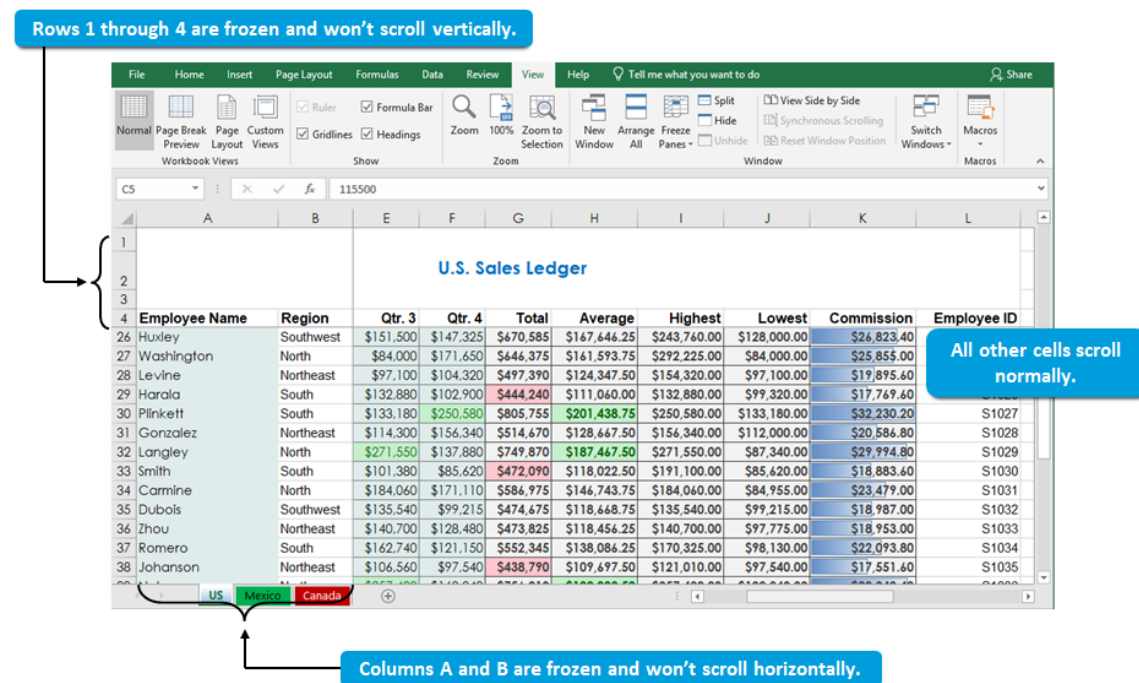 Rows 1 through 4 are frozen and won't scroll vertically.
File Home Insert Page Layout Formulas Data Review View Help Tell me what you want to do Share
Normal Page Break Preview Page Layout Custom Views
Workbook Views
Ruler Formula Bar
Gridlines Headings
Show
Zoom 100% Zoom to Selection
Zoom
New Window Arrange All Freeze Panes
Split
Hide
Unhide
View Side by Side
Synchronous Scrolling
Reset Window Position
Switch Windows
Window
Macros
Macros
C5 fx 115500
A B E F G H I J K L
1
2 U.S. Sales Ledger
3
4 Employee Name Region Qtr. 3 Qtr. 4 Total Average Highest Lowest Commission Employee ID
26 Huxley Southwest $151,500 $147,325 $670,585 $167,646.25 $243,760.00 $128,000.00 $26,823.40
27 Washington North $84,000 $171,650 $646,375 $161,593.75 $292,225.00 $84,000.00 $25,855.00
28 Levine Northeast $97,100 $104,320 $497,390 $124,347.50 $154,320.00 $97,100.00 $19,895.60
29 Harala South $132,880 $102,900 $444,240 $111,060.00 $132,880.00 $99,320.00 $17,769.60
30 Plinkett South $133,180 $250,580 $805,755 $201,438.75 $250,580.00 $133,180.00 $32,230.20 S1027
31 Gonzalez Northeast $114,300 $156,340 $514,670 $128,667.50 $156,340.00 $112,000.00 $20,586.80 S1028
32 Langley North $271,550 $137,880 $749,870 $187,467.50 $271,550.00 $87,340.00 $29,994.80 S1029
33 Smith South $101,380 $85,620 $472,090 $118,022.50 $191,100.00 $85,620.00 $18,883.60 S1030
34 Carmine North $184,060 $171,110 $586,975 $146,743.75 $184,060.00 $84,955.00 $23,479.00 S1031
35 Dubois Southwest $135,540 $99,215 $474,675 $118,668.75 $135,540.00 $99,215.00 $18,987.00 S1032
36 Zhou Northeast $140,700 $128,480 $473,825 $118,456.25 $140,700.00 $97,775.00 $18,953.00 S1033
37 Romero South $162,740 $121,150 $552,345 $138,086.25 $170,325.00 $98,130.00 $22,093.80 S1034
38 Johanson Northeast $106,560 $97,540 $438,790 $109,697.50 $121,010.00 $97,540.00 $17,551.60 S1035
All other cells scroll
normally.
US Mexico Canada
Columns A and B are frozen and won't scroll horizontally.